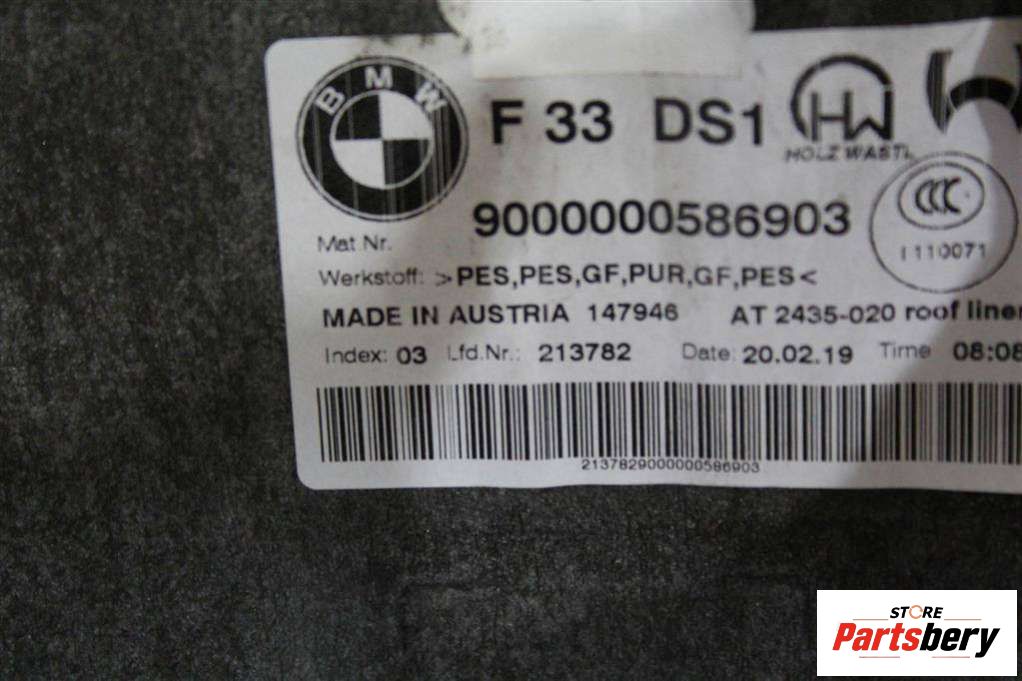 BMW
F 33 DS1
HW
HOLZ WASTL
CCC
1110071
9000000586903
Mat.Nr.
Werkstoff: >PES,PES,GF,PUR,GF,PES<
MADE IN AUSTRIA 147946 AT 2435-020 roof liner
Index: 03 Lfd.Nr.: 213782 Date: 20.02.19 Time 08:08
2137829000000586903
STORE
Partsbery